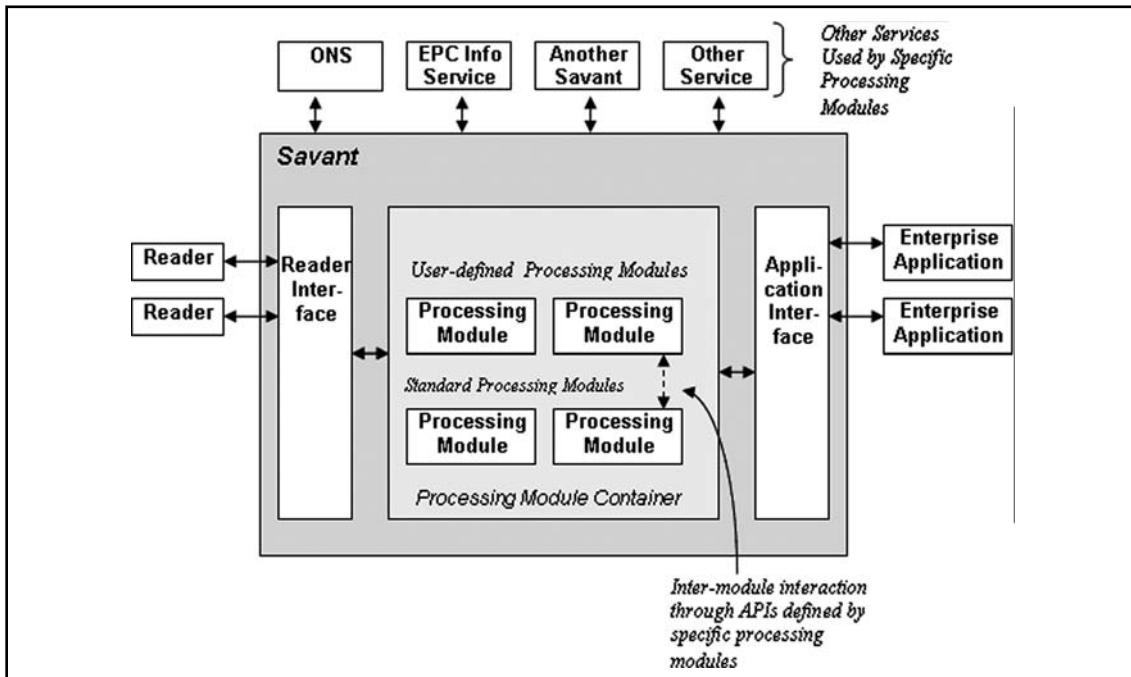 ONS
EPC Info
Service
Another
Savant
Other
Service
Other Services
Used by Specific
Processing
Modules
Savant
Reader
Reader
Reader
Inter-
face
User-defined Processing Modules
Processing
Module
Processing
Module
Standard Processing Modules
Processing
Module
Processing
Module
Processing Module Container
Appli-
cation
Inter-
face
Enterprise
Application
Enterprise
Application
Inter-module interaction
through APIs defined by
specific processing
modules